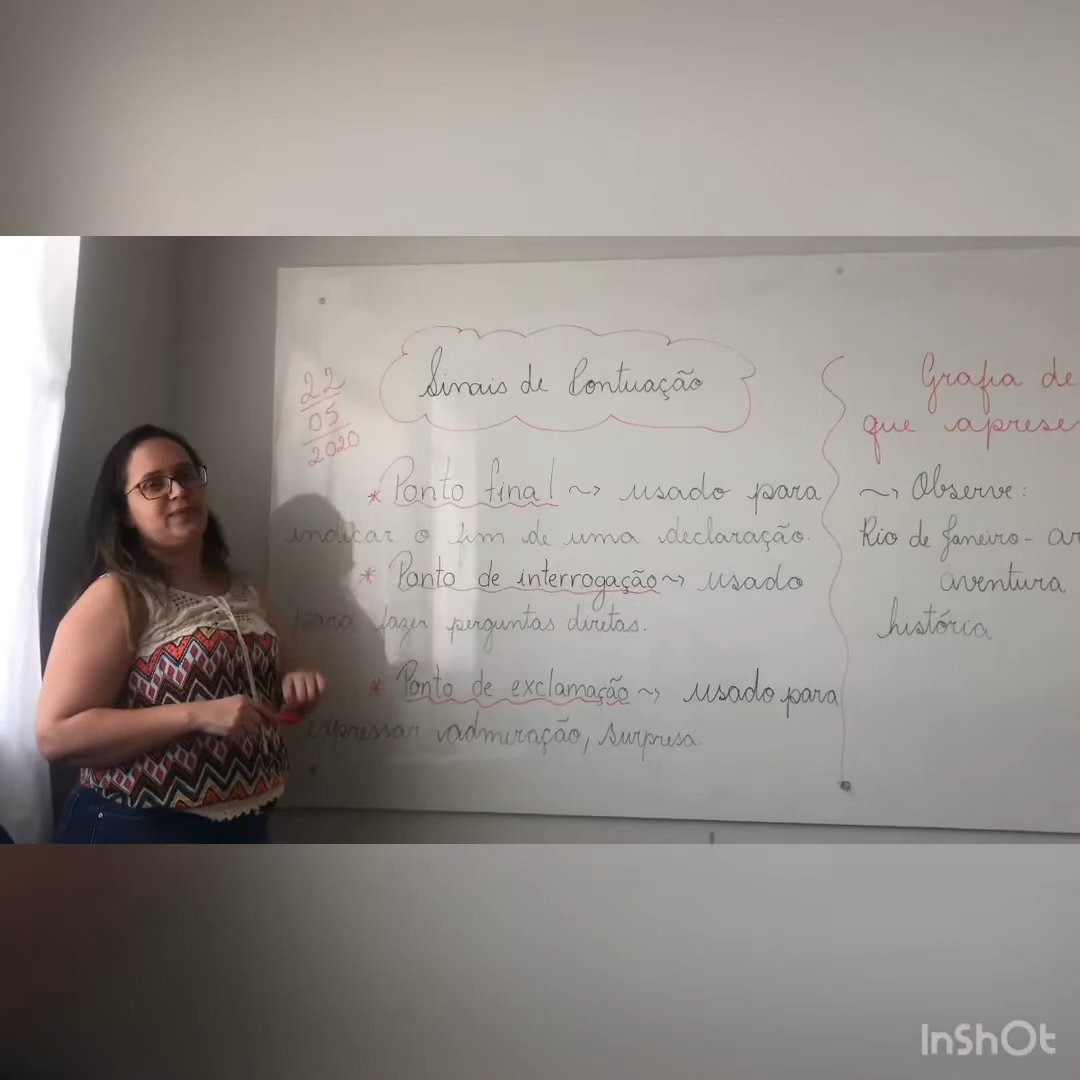 22
05
2020
Sinais de Pontuação
* Ponto final ~> usado para
indicar o fim de uma declaração.
* Ponto de interrogação ~> usado
para fazer perguntas diretas.
* Ponto de exclamação ~> usado para
expressar admiração, surpresa.
Grafia de
que aprese
~> Observe:
Rio de Janeiro - ar
aventura
história
InShOt